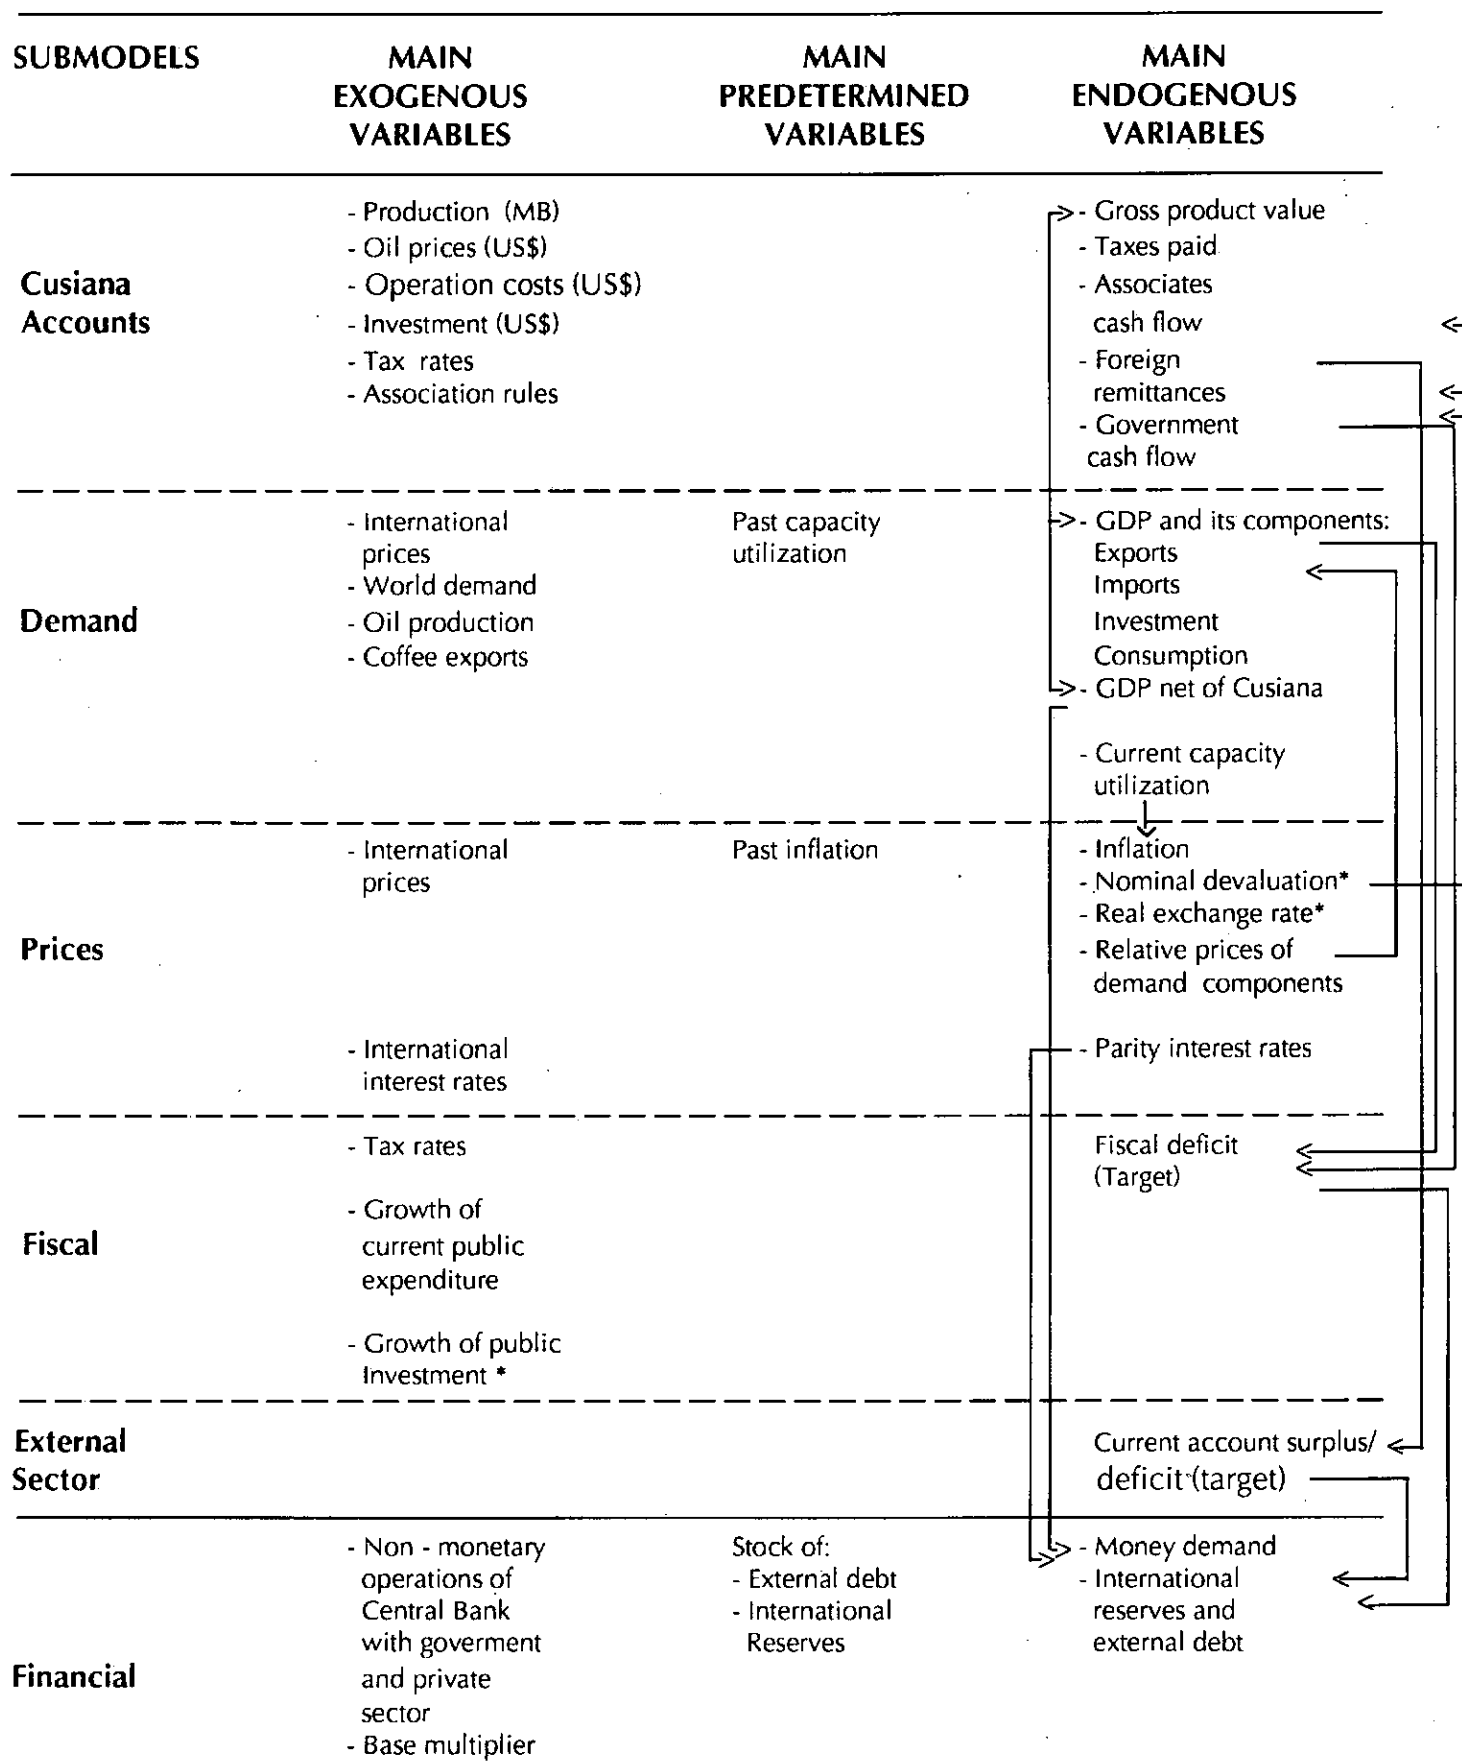 SUBMODELS
MAIN
EXOGENOUS
VARIABLES
MAIN
PREDETERMINED
VARIABLES
MAIN
ENDOGENOUS
VARIABLES
Cusiana
Accounts
- Production (MB)
- Oil prices (US$)
- Operation costs (US$)
- Investment (US$)
- Tax rates
- Association rules
- Gross product value
- Taxes paid
- Associates
cash flow
- Foreign
remittances
- Government
cash flow
Demand
- International
prices
- World demand
- Oil production
- Coffee exports
Past capacity
utilization
- GDP and its components:
Exports
Imports
Investment
Consumption
- GDP net of Cusiana
- Current capacity
utilization
Prices
- International
prices
- International
interest rates
Past inflation
- Inflation
- Nominal devaluation*
- Real exchange rate*
- Relative prices of
demand components
- Parity interest rates
Fiscal
- Tax rates
- Growth of
current public
expenditure
- Growth of public
Investment *
Fiscal deficit
(Target)
External
Sector
Current account surplus/
deficit (target)
Financial
- Non - monetary
operations of
Central Bank
with goverment
and private
sector
- Base multiplier
Stock of:
- External debt
- International
Reserves
- Money demand
- International
reserves and
external debt